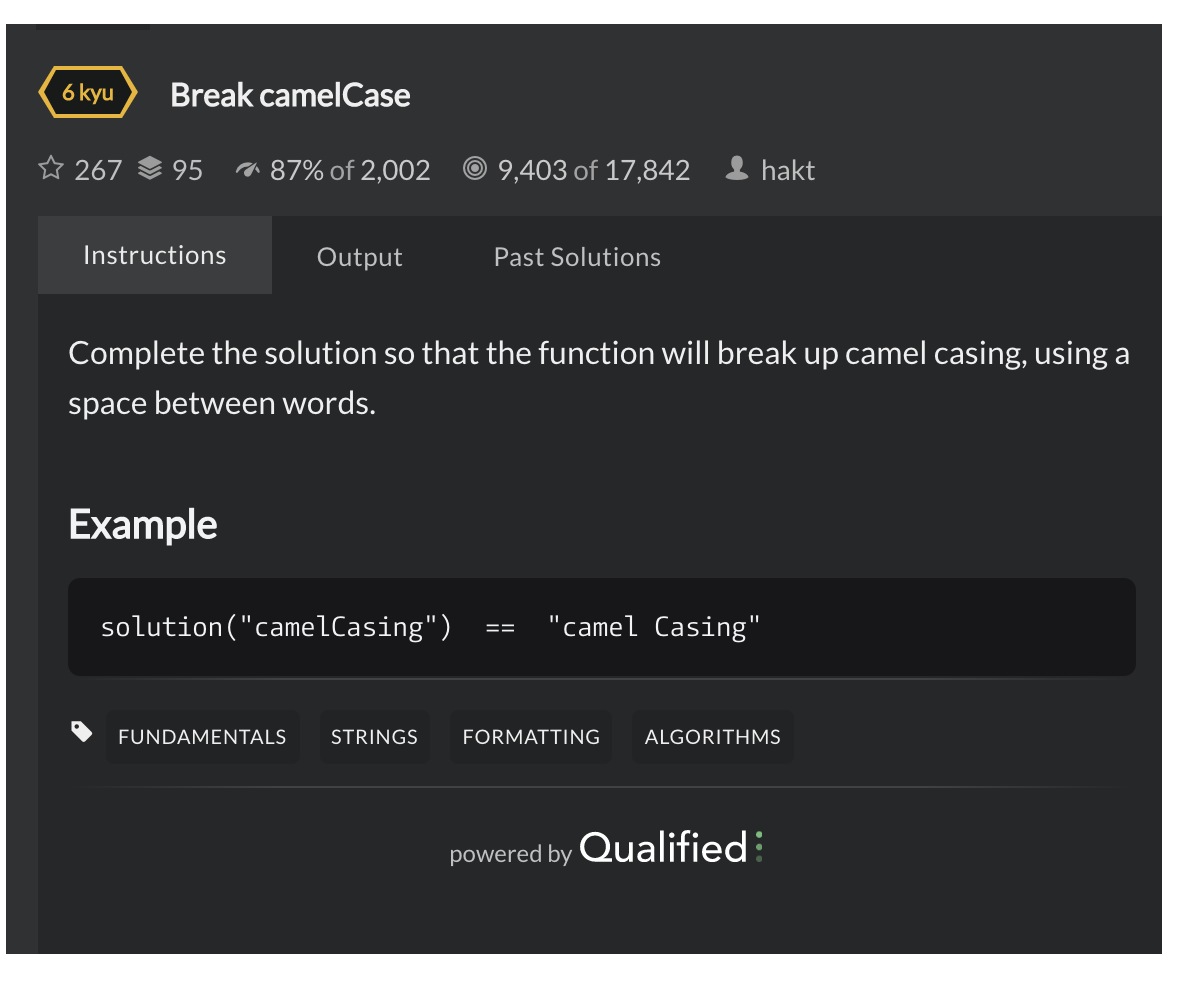 6 kyu Break camelCase
267 95 87% of 2,002 9,403 of 17,842 hakt
Instructions Output Past Solutions
Complete the solution so that the function will break up camel casing, using a
space between words.
Example
solution("camelCasing")  ==  "camel Casing"
FUNDAMENTALS STRINGS FORMATTING ALGORITHMS
powered by Qualified